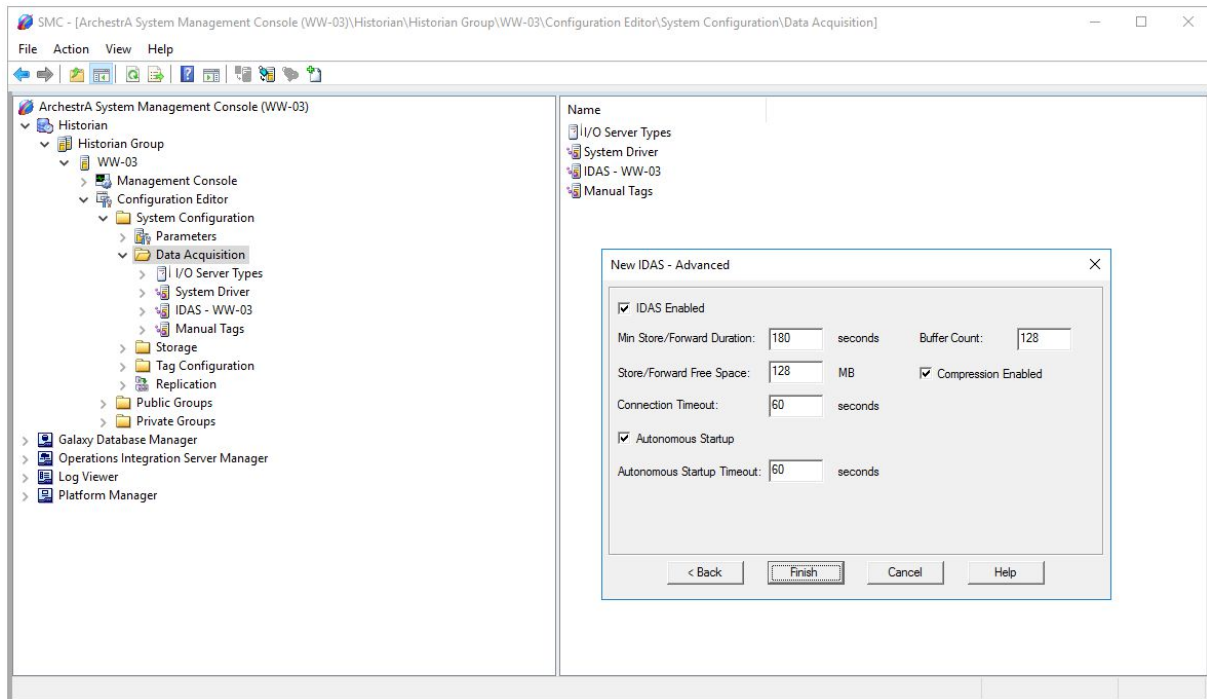 SMC - [ArchestrA System Management Console (WW-03)\Historian\Historian Group\WW-03\Configuration Editor\System Configuration\Data Acquisition]
File Action View Help
ArchestrA System Management Console (WW-03)
Historian
Historian Group
WW-03
Management Console
Configuration Editor
System Configuration
Parameters
Data Acquisition
I/O Server Types
System Driver
IDAS - WW-03
Manual Tags
Storage
Tag Configuration
Replication
Public Groups
Private Groups
Galaxy Database Manager
Operations Integration Server Manager
Log Viewer
Platform Manager
Name
I/O Server Types
System Driver
IDAS - WW-03
Manual Tags
New IDAS - Advanced
IDAS Enabled
Min Store/Forward Duration: 180 seconds Buffer Count: 128
Store/Forward Free Space: 128 MB Compression Enabled
Connection Timeout: 60 seconds
Autonomous Startup
Autonomous Startup Timeout: 60 seconds
< Back Finish Cancel Help